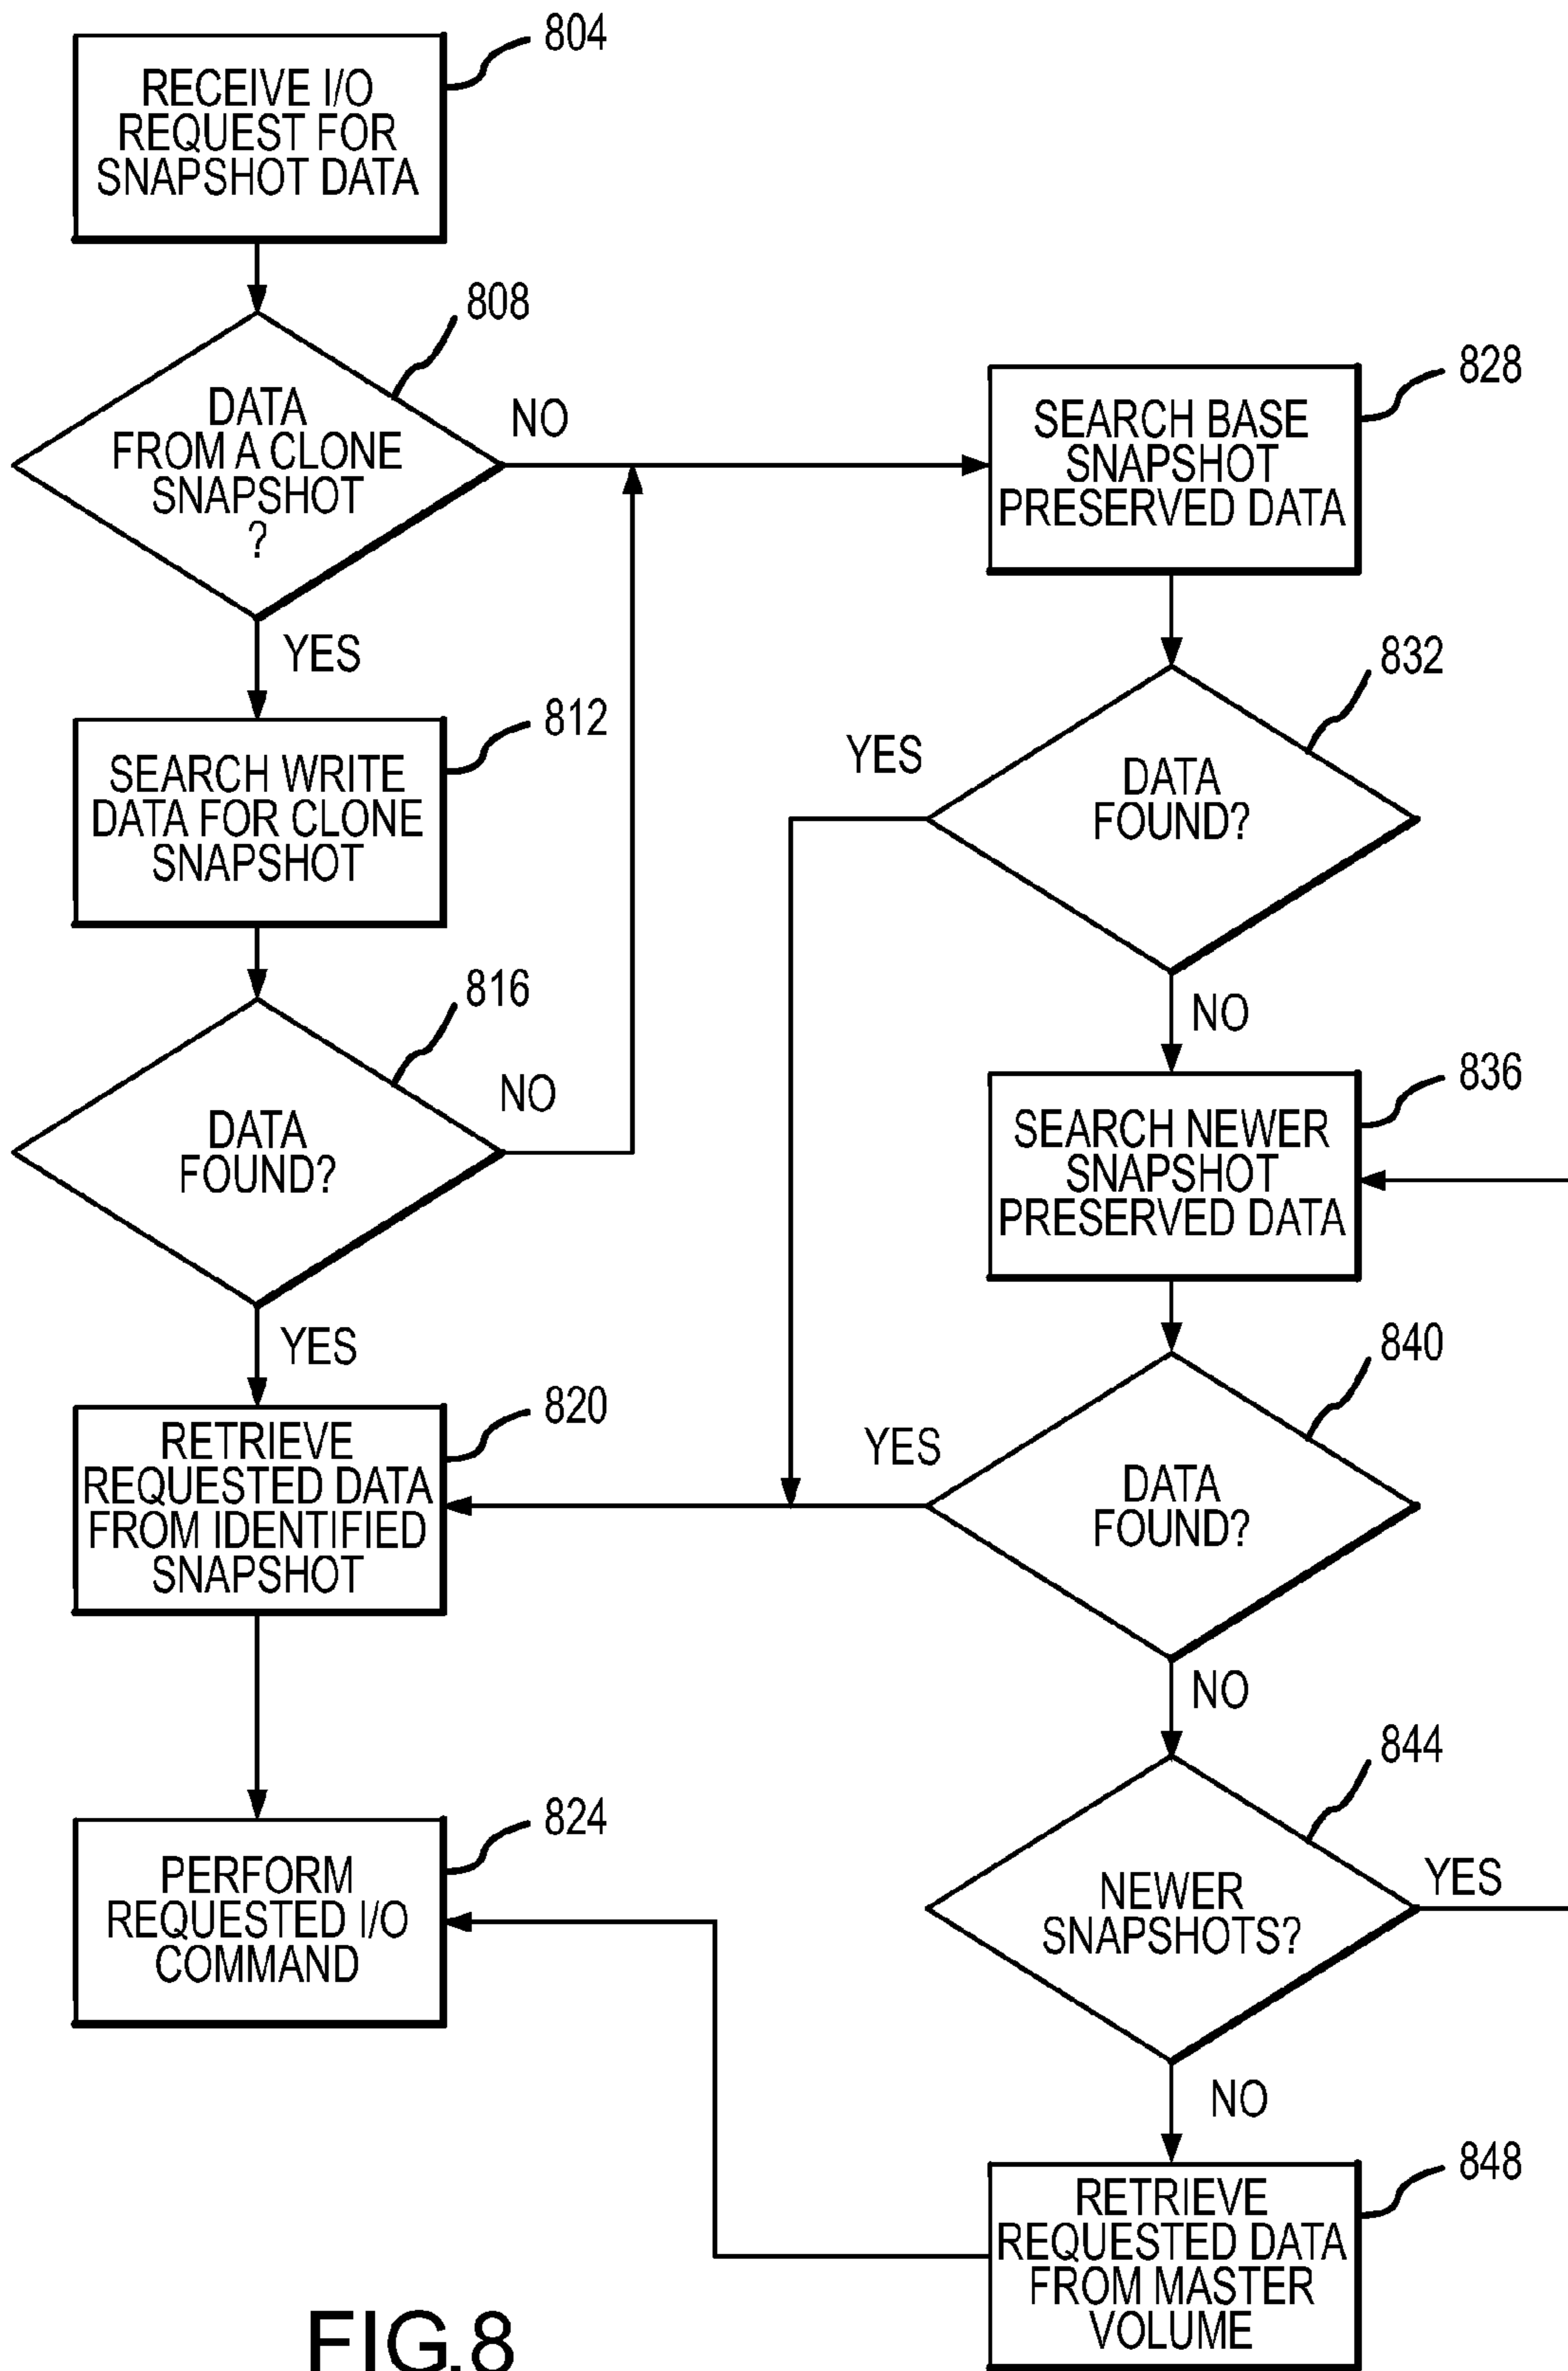 804
RECEIVE I/O
REQUEST FOR
SNAPSHOT DATA
808
DATA
FROM A CLONE
SNAPSHOT
?
NO
YES
812
SEARCH WRITE
DATA FOR CLONE
SNAPSHOT
816
DATA
FOUND?
NO
YES
820
RETRIEVE
REQUESTED DATA
FROM IDENTIFIED
SNAPSHOT
824
PERFORM
REQUESTED I/O
COMMAND
828
SEARCH BASE
SNAPSHOT
PRESERVED DATA
832
YES
DATA
FOUND?
NO
836
SEARCH NEWER
SNAPSHOT
PRESERVED DATA
840
YES
DATA
FOUND?
NO
844
NEWER
SNAPSHOTS?
YES
NO
848
RETRIEVE
REQUESTED DATA
FROM MASTER
VOLUME
FIG.8